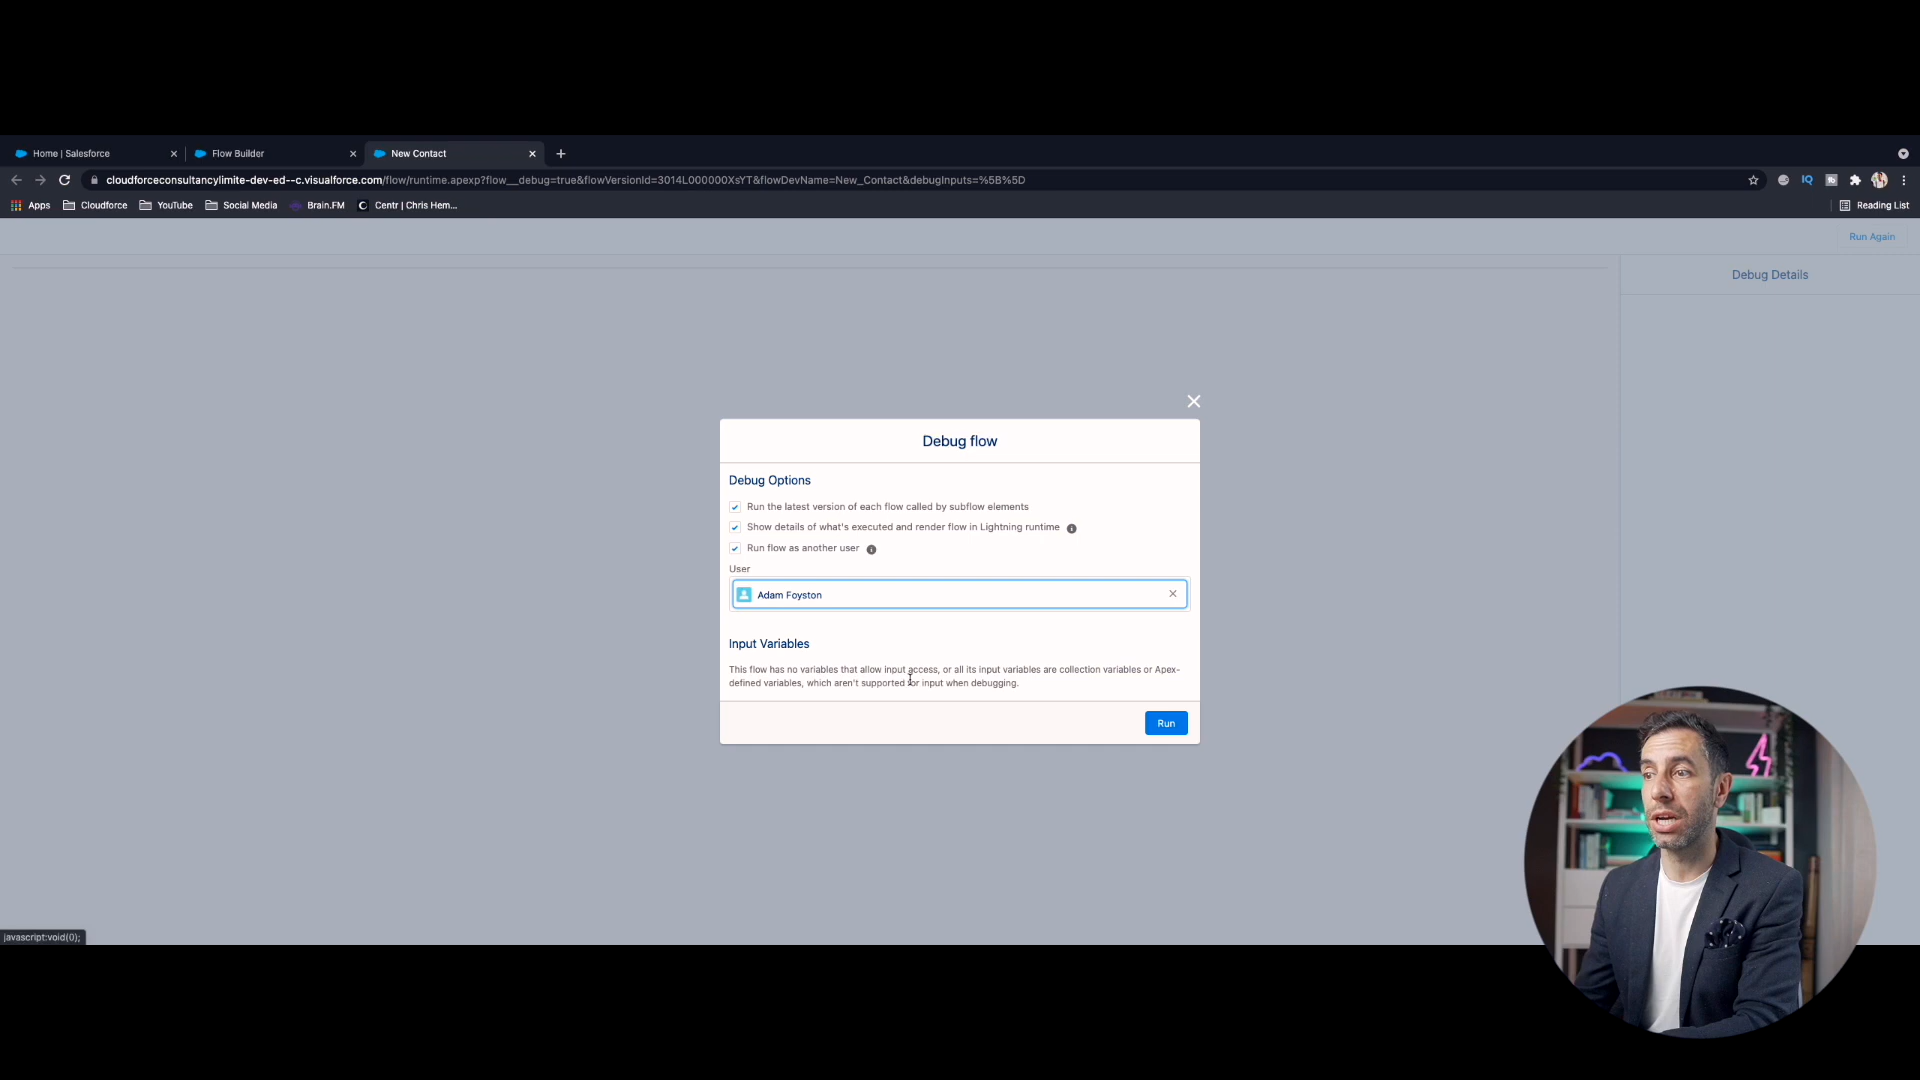 Home | Salesforce
Flow Builder
New Contact
cloudforceconsultancylimite-dev-ed--c.visualforce.com/flow/runtime.apexp?flow__debug=true&flowVersionId=3014L000000XsYT&flowDevName=New_Contact&debugInputs=%5B%5D
IQ
Apps
Cloudforce
YouTube
Social Media
Brain.FM
Centr | Chris Hem...
Reading List
Run Again
Debug Details
Debug flow
Debug Options
Run the latest version of each flow called by subflow elements
Show details of what's executed and render flow in Lightning runtime
Run flow as another user
User
Adam Foyston
Input Variables
This flow has no variables that allow input access, or all its input variables are collection variables or Apex-
defined variables, which aren't supported for input when debugging.
Run
javascript:void(0);